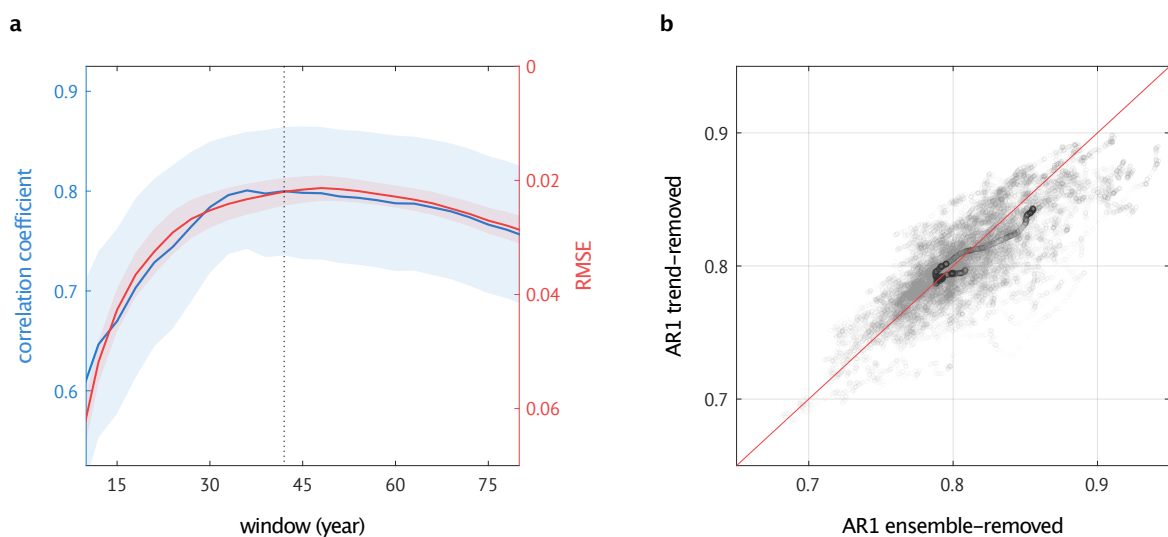 a
b
0.9
0.8
0.7
0.6
correlation coefficient
0
0.02
0.04
0.06
RMSE
15 30 45 60 75
window (year)
0.9
0.8
0.7
AR1 trend-removed
0.7 0.8 0.9
AR1 ensemble-removed